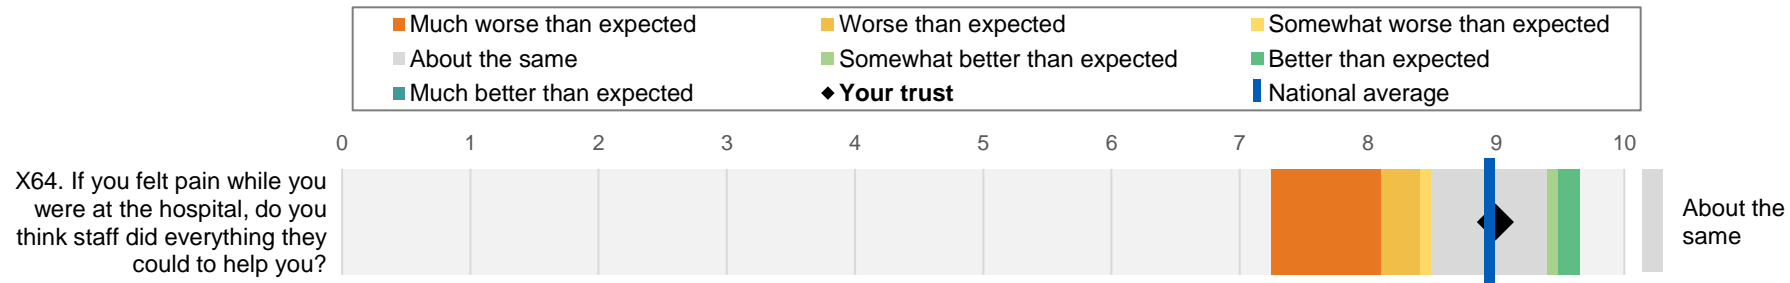 Much worse than expected
Worse than expected
Somewhat worse than expected
About the same
Somewhat better than expected
Better than expected
Much better than expected
Your trust
National average
0 1 2 3 4 5 6 7 8 9 10
X64. If you felt pain while you
were at the hospital, do you
think staff did everything they
could to help you?
About the
same